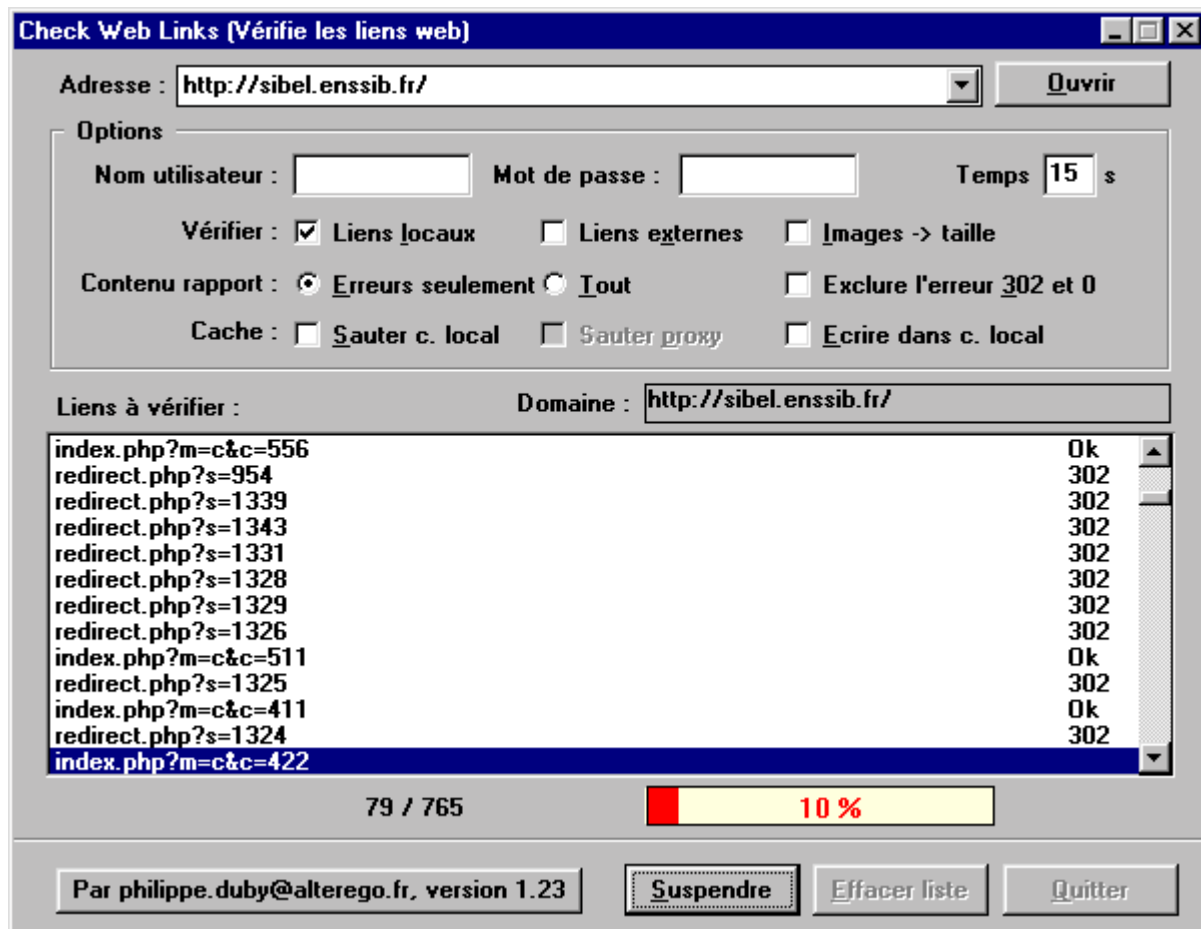 Check Web Links (Vérifie les liens web)
Adresse : http://sibel.enssib.fr/ Ouvrir
Options
Nom utilisateur : Mot de passe : Temps 15 s
Vérifier : Liens locaux Liens externes Images -> taille
Contenu rapport : Erreurs seulement Tout Exclure l'erreur 302 et 0
Cache : Sauter c. local Sauter proxy Ecrire dans c. local
Liens à vérifier : Domaine : http://sibel.enssib.fr/
index.php?m=c&c=556 Ok
redirect.php?s=954 302
redirect.php?s=1339 302
redirect.php?s=1343 302
redirect.php?s=1331 302
redirect.php?s=1328 302
redirect.php?s=1329 302
redirect.php?s=1326 302
index.php?m=c&c=511 Ok
redirect.php?s=1325 302
index.php?m=c&c=411 Ok
redirect.php?s=1324 302
index.php?m=c&c=422
79 / 765 10 %
Par philippe.duby@alterego.fr, version 1.23 Suspendre Effacer liste Quitter